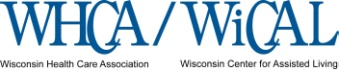 WHCA/WiCAL
Wisconsin Health Care Association Wisconsin Center for Assisted Living